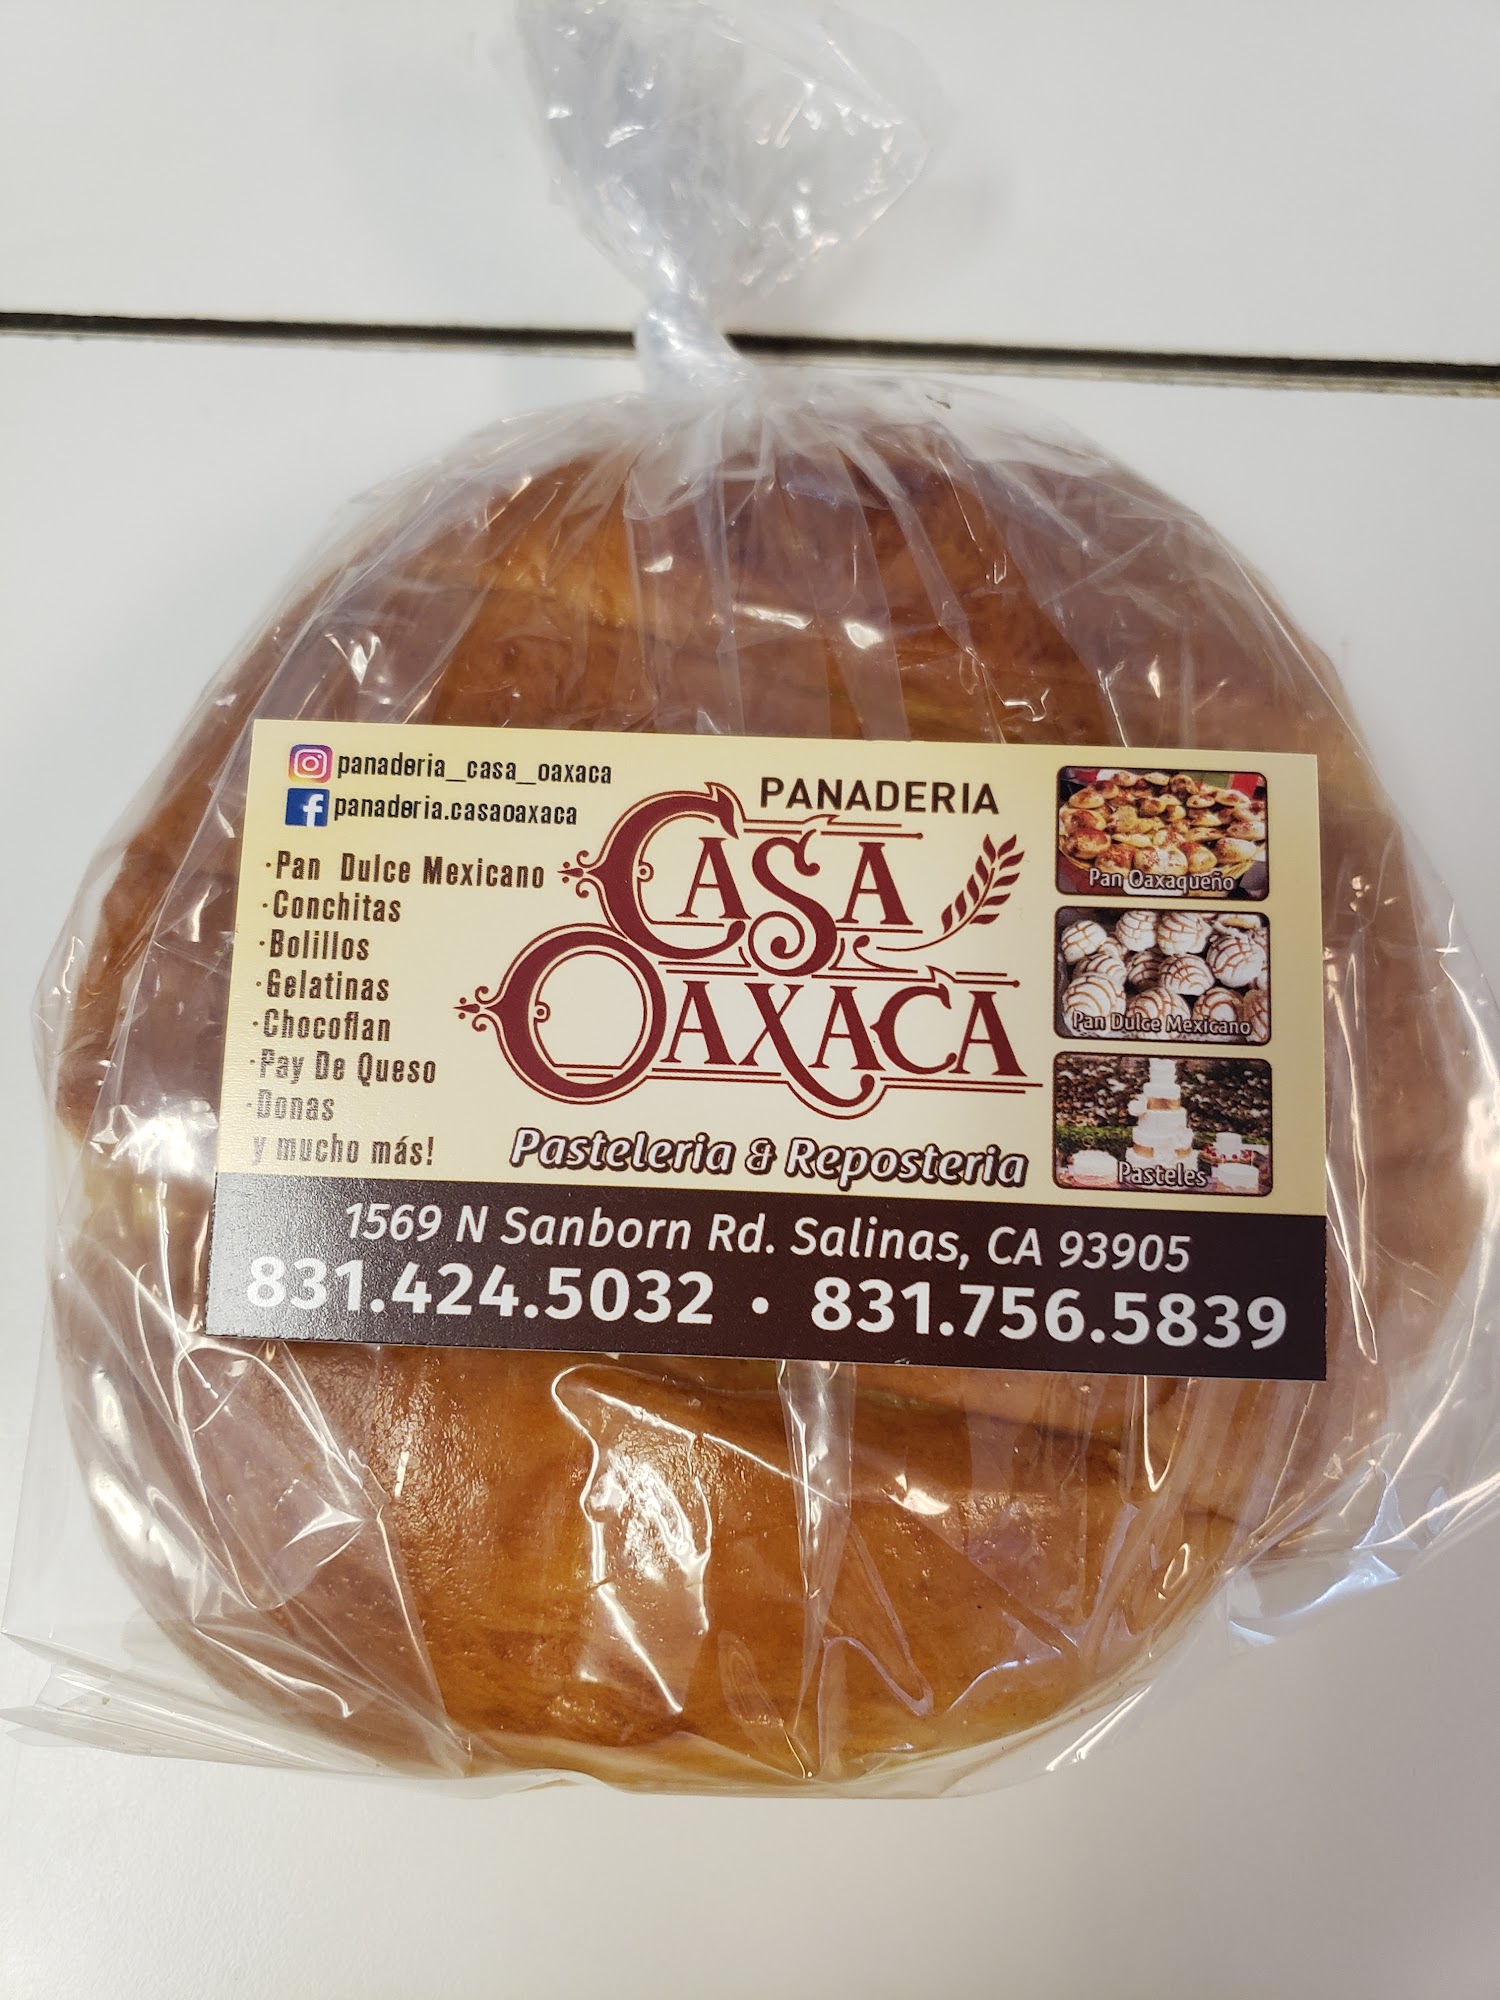 panaderia_casa_oaxaca
panaderia.casaoaxaca
·Pan Dulce Mexicano
·Conchitas
·Bolillos
·Gelatinas
·Chocoflan
·Pay De Queso
·Donas
y mucho más!
PANADERIA
CASA
OAXACA
Pasteleria & Reposteria
Pan Oaxaqueño
Pan Dulce Mexicano
Pasteles
1569 N Sanborn Rd. Salinas, CA 93905
831.424.5032 · 831.756.5839